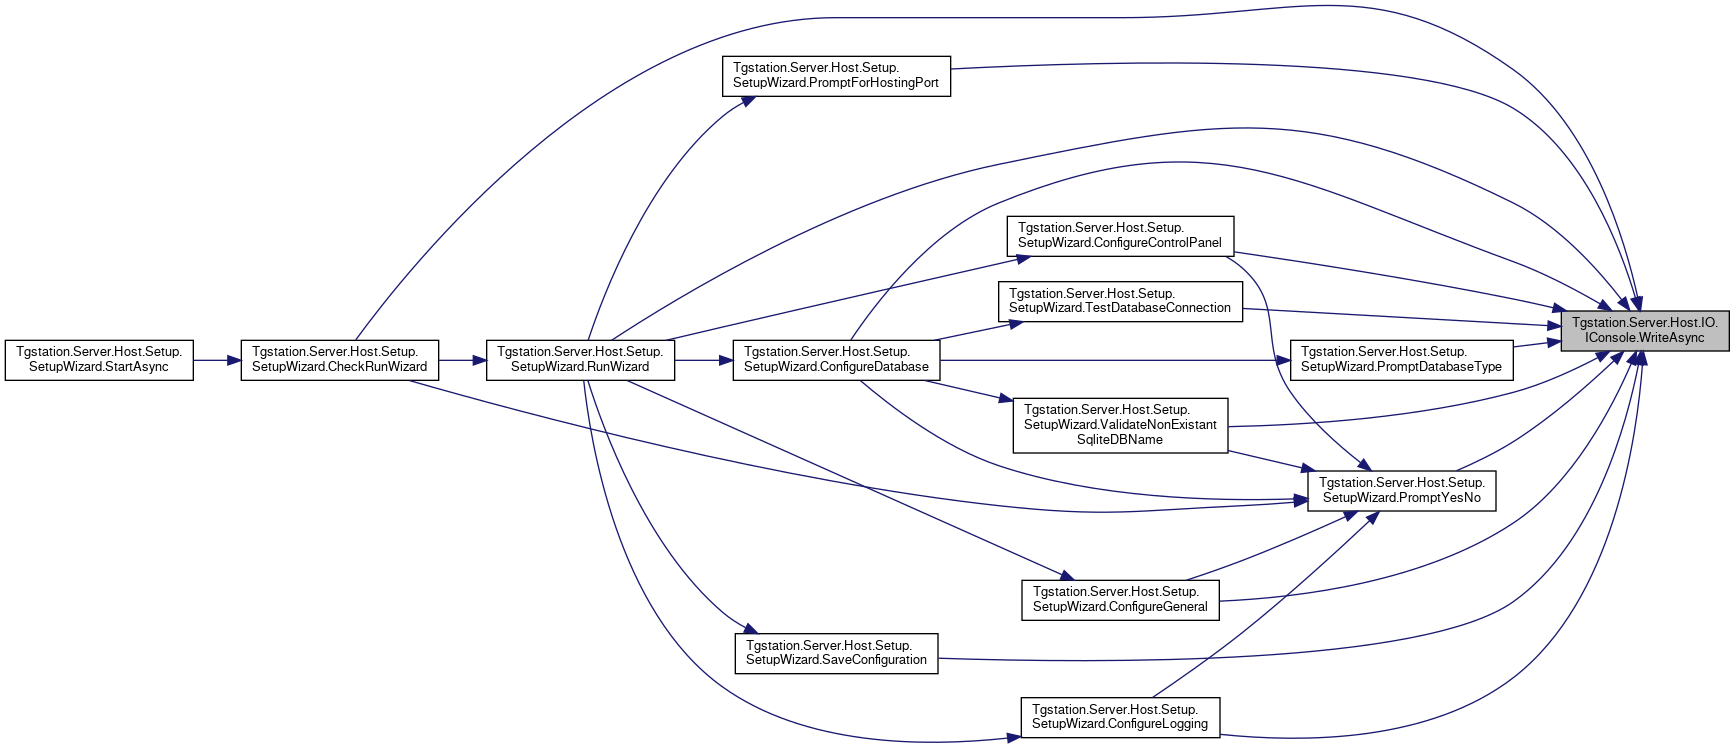 Tgstation.Server.Host.Setup.
SetupWizard.PromptForHostingPort
Tgstation.Server.Host.Setup.
SetupWizard.ConfigureControlPanel
Tgstation.Server.Host.Setup.
SetupWizard.TestDatabaseConnection
Tgstation.Server.Host.IO.
IConsole.WriteAsync
Tgstation.Server.Host.Setup.
SetupWizard.StartAsync
Tgstation.Server.Host.Setup.
SetupWizard.CheckRunWizard
Tgstation.Server.Host.Setup.
SetupWizard.RunWizard
Tgstation.Server.Host.Setup.
SetupWizard.ConfigureDatabase
Tgstation.Server.Host.Setup.
SetupWizard.PromptDatabaseType
Tgstation.Server.Host.Setup.
SetupWizard.ValidateNonExistant
SqliteDBName
Tgstation.Server.Host.Setup.
SetupWizard.PromptYesNo
Tgstation.Server.Host.Setup.
SetupWizard.ConfigureGeneral
Tgstation.Server.Host.Setup.
SetupWizard.SaveConfiguration
Tgstation.Server.Host.Setup.
SetupWizard.ConfigureLogging